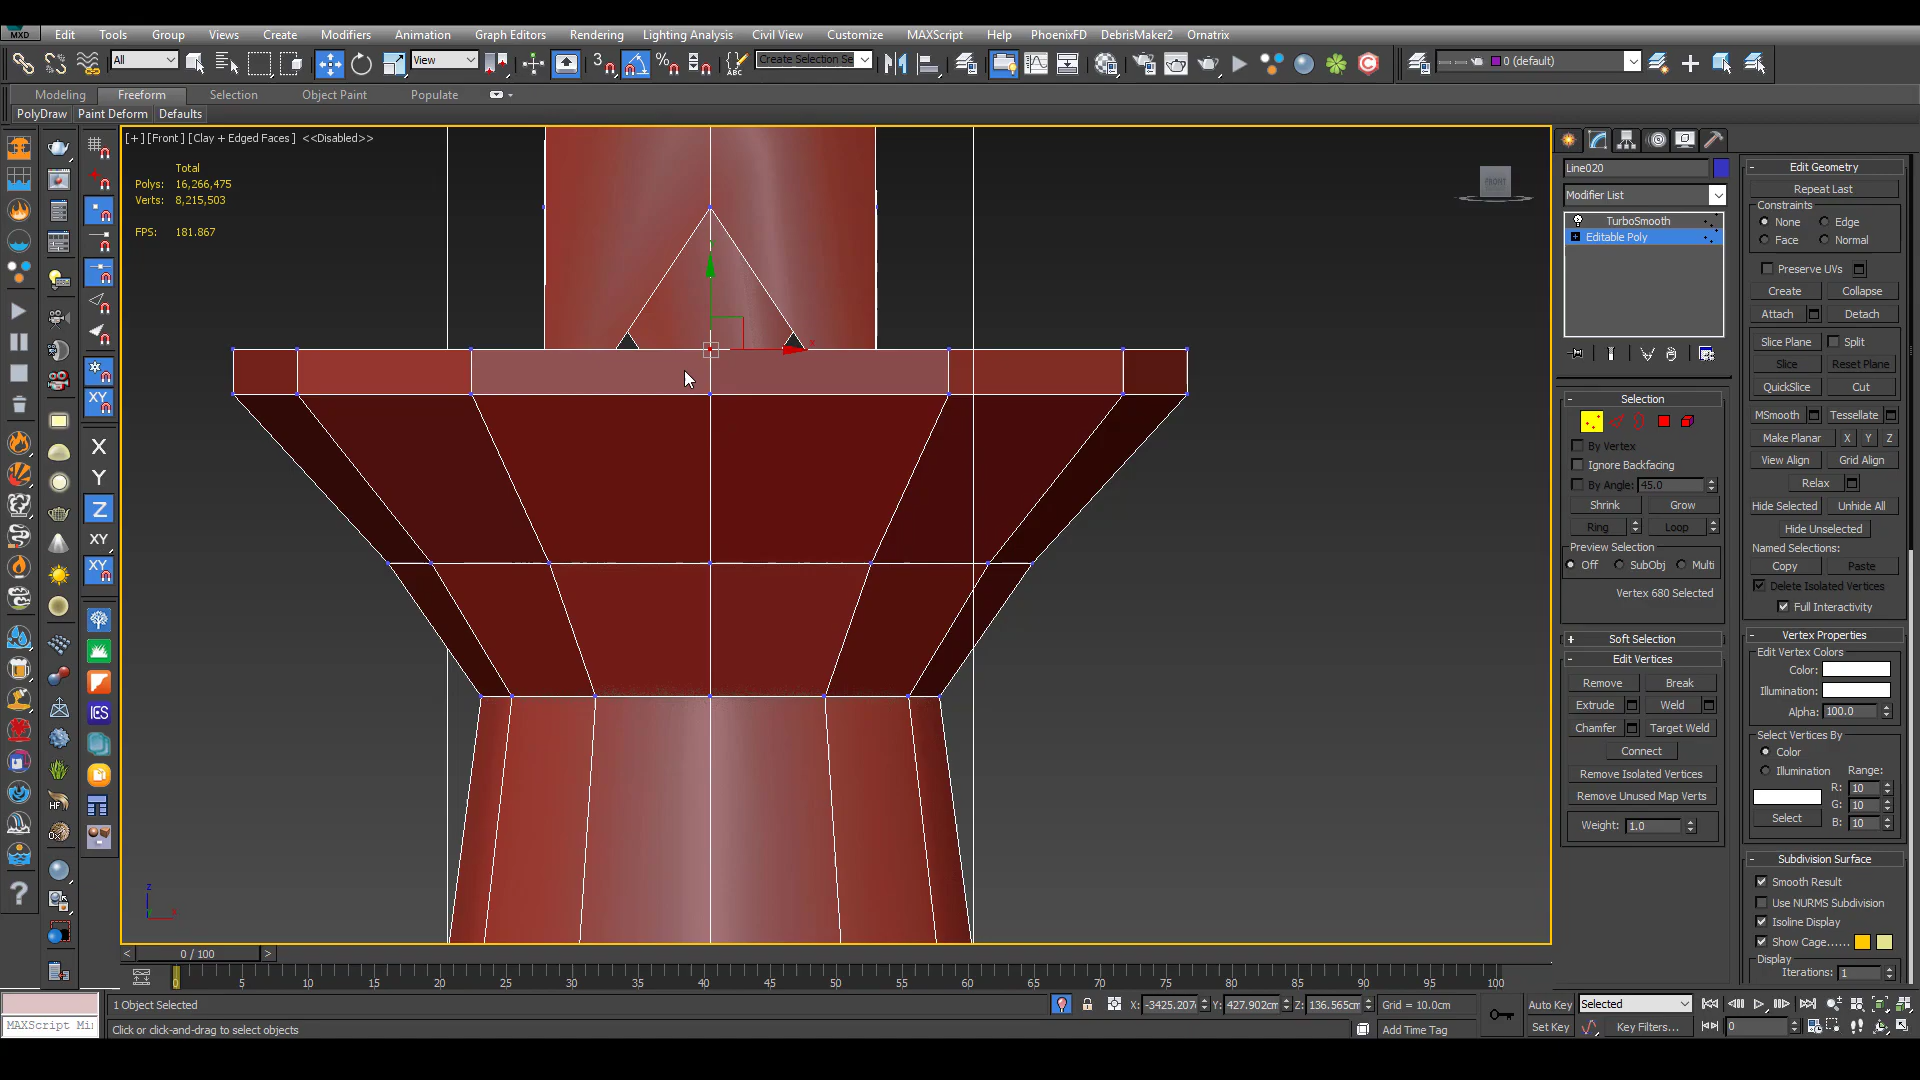 MXD
Edit Tools Group Views Create Modifiers Animation Graph Editors Rendering Lighting Analysis Civil View Customize MAXScript Help PhoenixFD DebrisMaker2 Ornatrix
All View 3 Create Selection Se 0 (default)
Modeling Freeform Selection Object Paint Populate
PolyDraw Paint Deform Defaults
[+] [Front] [Clay + Edged Faces ] <<Disabled>>
Total
Polys: 16,266,475
Verts: 8,215,503
FPS: 181.867
FRONT
X
Y
Z
XY
XY
XY
IES
HF
x
z
Line020
Modifier List
TurboSmooth
Editable Poly
Selection
By Vertex
Ignore Backfacing
By Angle: 45.0
Shrink Grow
Ring Loop
Preview Selection
Off SubObj Multi
Vertex 680 Selected
Soft Selection
Edit Vertices
Remove Break
Extrude Weld
Chamfer Target Weld
Connect
Remove Isolated Vertices
Remove Unused Map Verts
Weight: 1.0
Edit Geometry
Repeat Last
Constraints
None Edge
Face Normal
Preserve UVs
Create Collapse
Attach Detach
Slice Plane Split
Slice Reset Plane
QuickSlice Cut
MSmooth Tessellate
Make Planar X Y Z
View Align Grid Align
Relax
Hide Selected Unhide All
Hide Unselected
Named Selections:
Copy Paste
Delete Isolated Vertices
Full Interactivity
Vertex Properties
Edit Vertex Colors
Color:
Illumination:
Alpha: 100.0
Select Vertices By
Color
Illumination Range:
R: 10
G: 10
B: 10
Select
Subdivision Surface
Smooth Result
Use NURMS Subdivision
Isoline Display
Show Cage......
Display
Iterations: 1
< 0 / 100 >
0 5 10 15 20 25 30 35 40 45 50 55 60 65 70 75 80 85 90 95 100
1 Object Selected X: -3425.207 Y: 427.902cm Z: 136.565cm Grid = 10.0cm Auto Key Selected
MAXScript Mi
Click or click-and-drag to select objects Add Time Tag Set Key Key Filters... 0